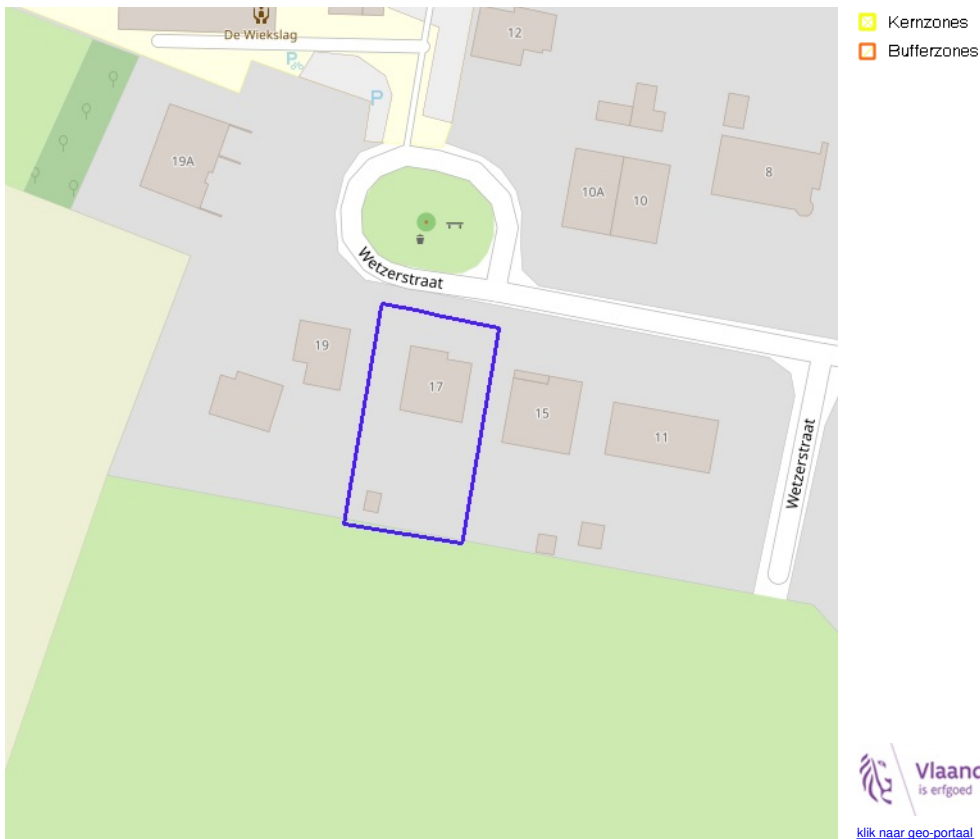 De Wiekslag
12
P
P
19A
10A
10
8
Wetzerstraat
19
17
15
11
Wetzerstraat
Kernzones
Bufferzones
Vlaand
is erfgoed
klik naar geo-portaal